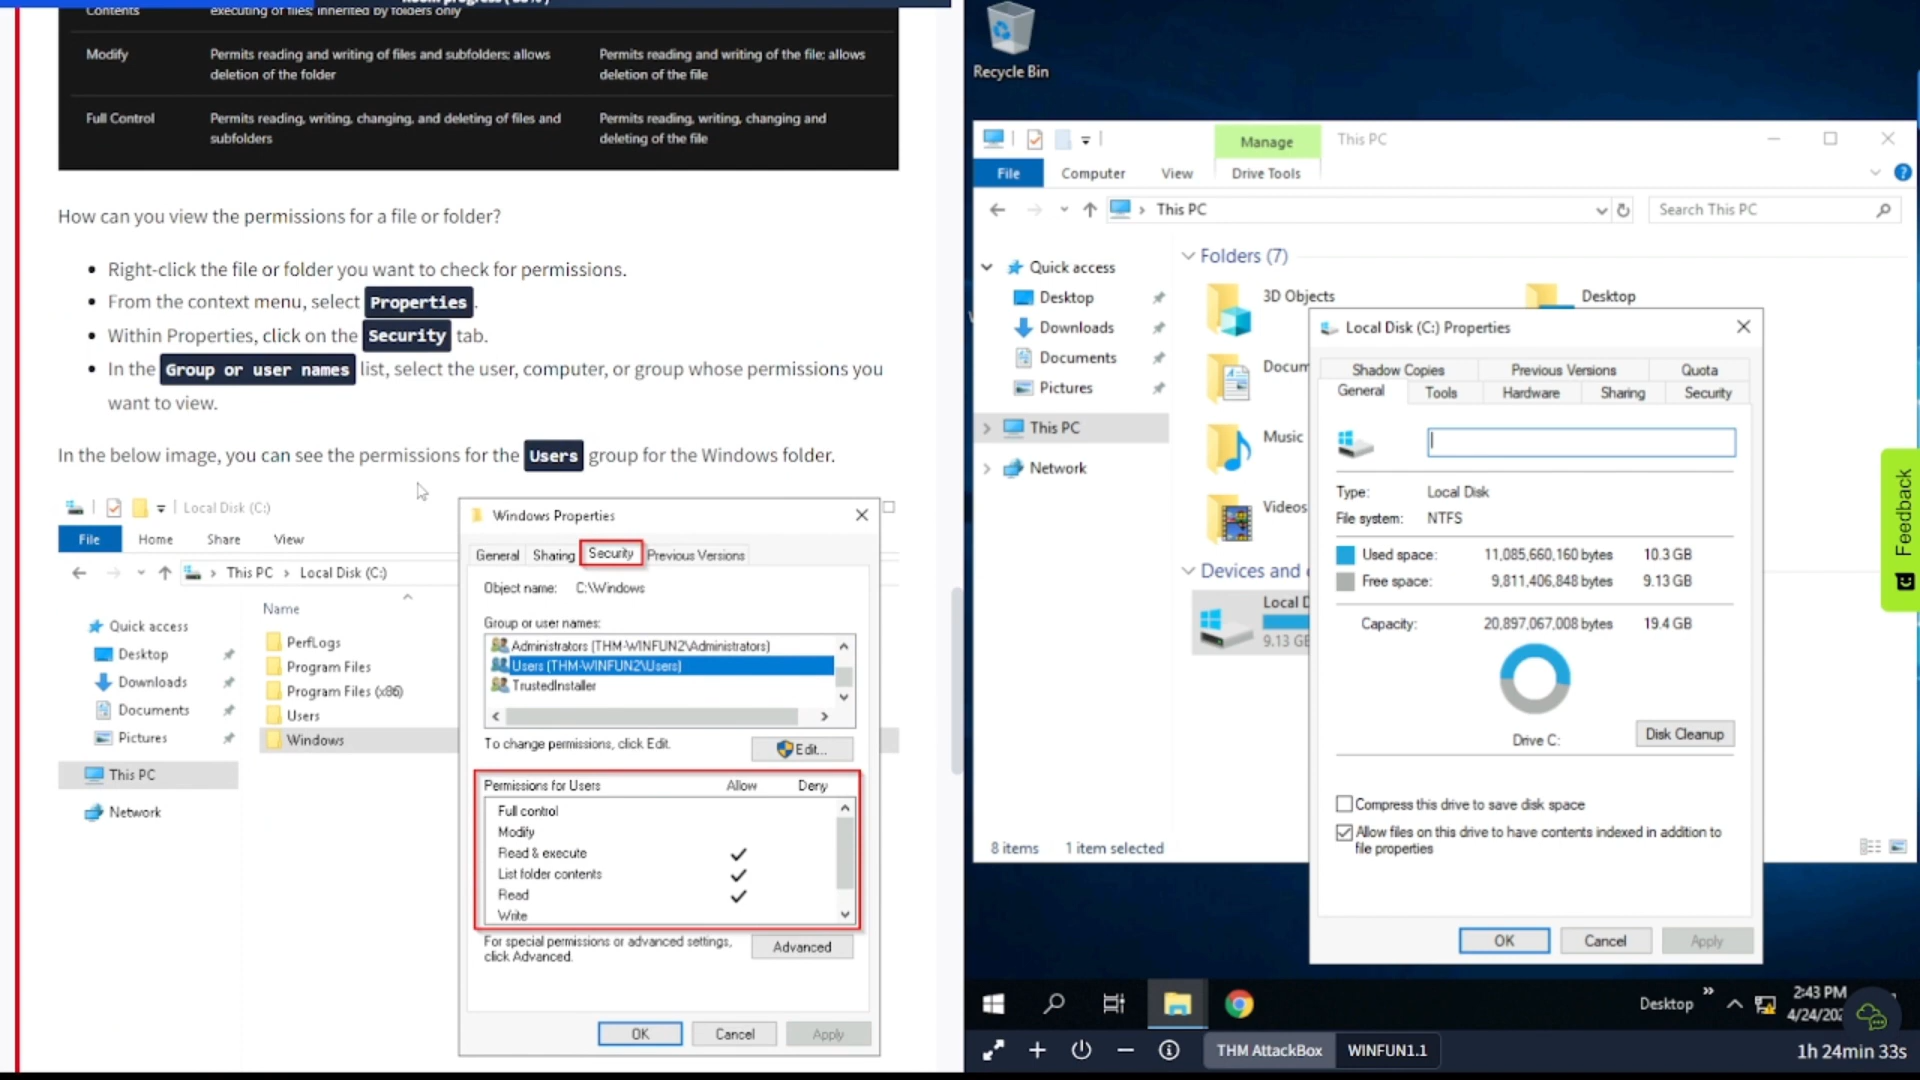 Contents
executing of files; inherited by folders only
Modify
Permits reading and writing of files and subfolders; allows
deletion of the folder
Permits reading and writing of the file; allows
deletion of the file
Full Control
Permits reading, writing, changing, and deleting of files and
subfolders
Permits reading, writing, changing and
deleting of the file
How can you view the permissions for a file or folder?
• Right-click the file or folder you want to check for permissions.
• From the context menu, select Properties.
• Within Properties, click on the Security tab.
• In the Group or user names list, select the user, computer, or group whose permissions you
want to view.
In the below image, you can see the permissions for the Users group for the Windows folder.
Local Disk (C:)
File Home Share View
This PC > Local Disk (C:)
Quick access
Desktop
Downloads
Documents
Pictures
This PC
Network
Name
PerfLogs
Program Files
Program Files (x86)
Users
Windows
Windows Properties
General Sharing Security Previous Versions
Object name: C:\Windows
Group or user names:
Administrators (THM-WINFUN2\Administrators)
Users (THM-WINFUN2\Users)
TrustedInstaller
To change permissions, click Edit.
Edit...
Permissions for Users Allow Deny
Full control
Modify
Read & execute
List folder contents
Read
Write
For special permissions or advanced settings,
click Advanced.
Advanced
OK Cancel Apply
Recycle Bin
Manage This PC
File Computer View Drive Tools
This PC
Search This PC
Quick access
Desktop
Downloads
Documents
Pictures
This PC
Network
Folders (7)
3D Objects
Desktop
Docum
Music
Videos
Devices and
Local D
9.13 GB
8 items 1 item selected
Local Disk (C:) Properties
Shadow Copies Previous Versions Quota
General Tools Hardware Sharing Security
Type: Local Disk
File system: NTFS
Used space: 11,085,660,160 bytes 10.3 GB
Free space: 9,811,406,848 bytes 9.13 GB
Capacity: 20,897,067,008 bytes 19.4 GB
Drive C:
Disk Cleanup
Compress this drive to save disk space
Allow files on this drive to have contents indexed in addition to
file properties
OK Cancel Apply
Feedback
Desktop
2:43 PM
4/24/202
THM AttackBox WINFUN1.1
1h 24min 33s